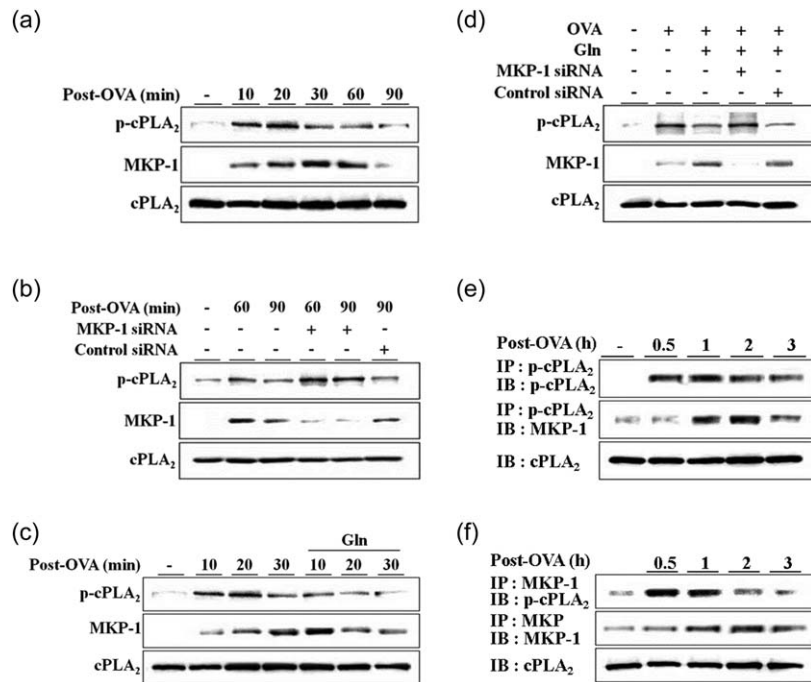 (a)
Post-OVA (min) - 10 20 30 60 90
p-cPLA₂
MKP-1
cPLA₂
(b)
Post-OVA (min) - 60 90 60 90 90
MKP-1 siRNA - - - + + -
Control siRNA - - - - - +
p-cPLA₂
MKP-1
cPLA₂
(c)
Gln
Post-OVA (min) - 10 20 30 10 20 30
p-cPLA₂
MKP-1
cPLA₂
(d)
OVA - + + + +
Gln - - + + +
MKP-1 siRNA - - - + -
Control siRNA - - - - +
p-cPLA₂
MKP-1
cPLA₂
(e)
Post-OVA (h) - 0.5 1 2 3
IP : p-cPLA₂
IB : p-cPLA₂
IP : p-cPLA₂
IB : MKP-1
IB : cPLA₂
(f)
Post-OVA (h) - 0.5 1 2 3
IP : MKP-1
IB : p-cPLA₂
IP : MKP
IB : MKP-1
IB : cPLA₂